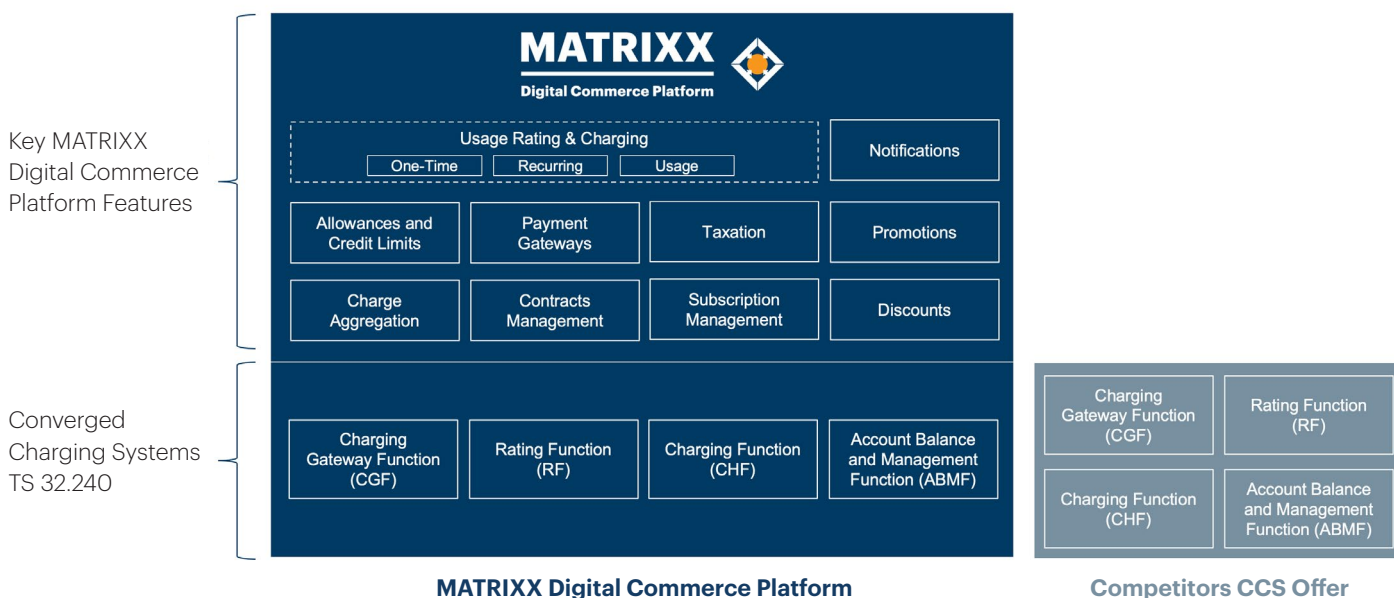 MATRIXX
Digital Commerce Platform
Key MATRIXX
Digital Commerce
Platform Features
Usage Rating & Charging
One-Time
Recurring
Usage
Notifications
Allowances and
Credit Limits
Payment
Gateways
Taxation
Promotions
Charge
Aggregation
Contracts
Management
Subscription
Management
Discounts
Converged
Charging Systems
TS 32.240
Charging
Gateway Function
(CGF)
Rating Function
(RF)
Charging Function
(CHF)
Account Balance
and Management
Function (ABMF)
Charging
Gateway Function
(CGF)
Rating Function
(RF)
Charging Function
(CHF)
Account Balance
and Management
Function (ABMF)
MATRIXX Digital Commerce Platform
Competitors CCS Offer